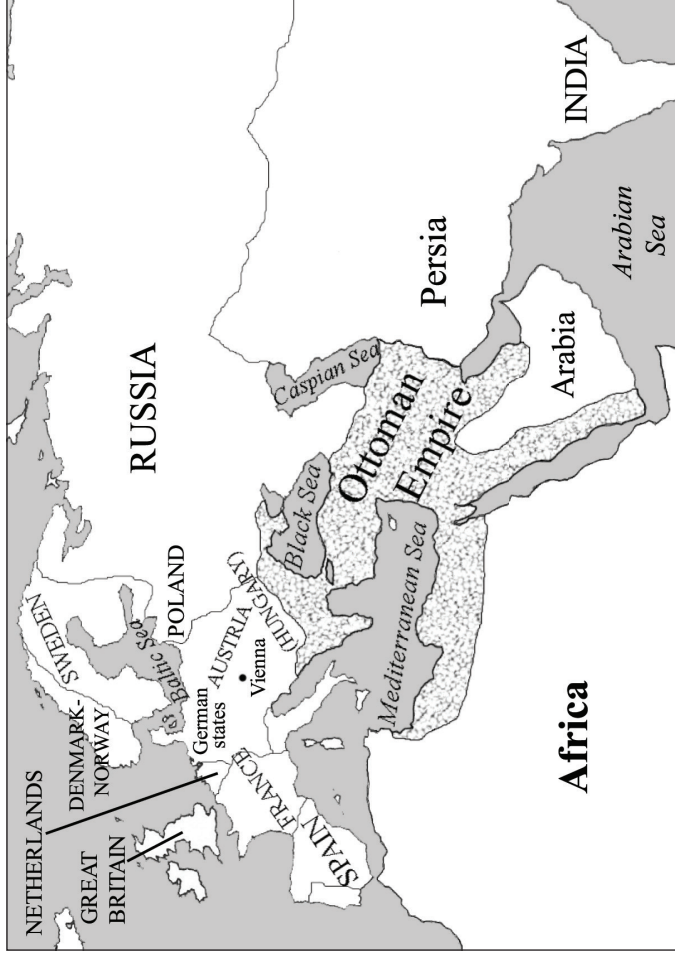 NETHERLANDS
GREAT
BRITAIN
DENMARK-
NORWAY
SWEDEN
Baltic Sea
POLAND
RUSSIA
German
states
AUSTRIA
(HUNGARY)
Vienna
FRANCE
SPAIN
Black Sea
Caspian Sea
Ottoman
Empire
Mediterranean Sea
Persia
Arabia
INDIA
Arabian
Sea
Africa